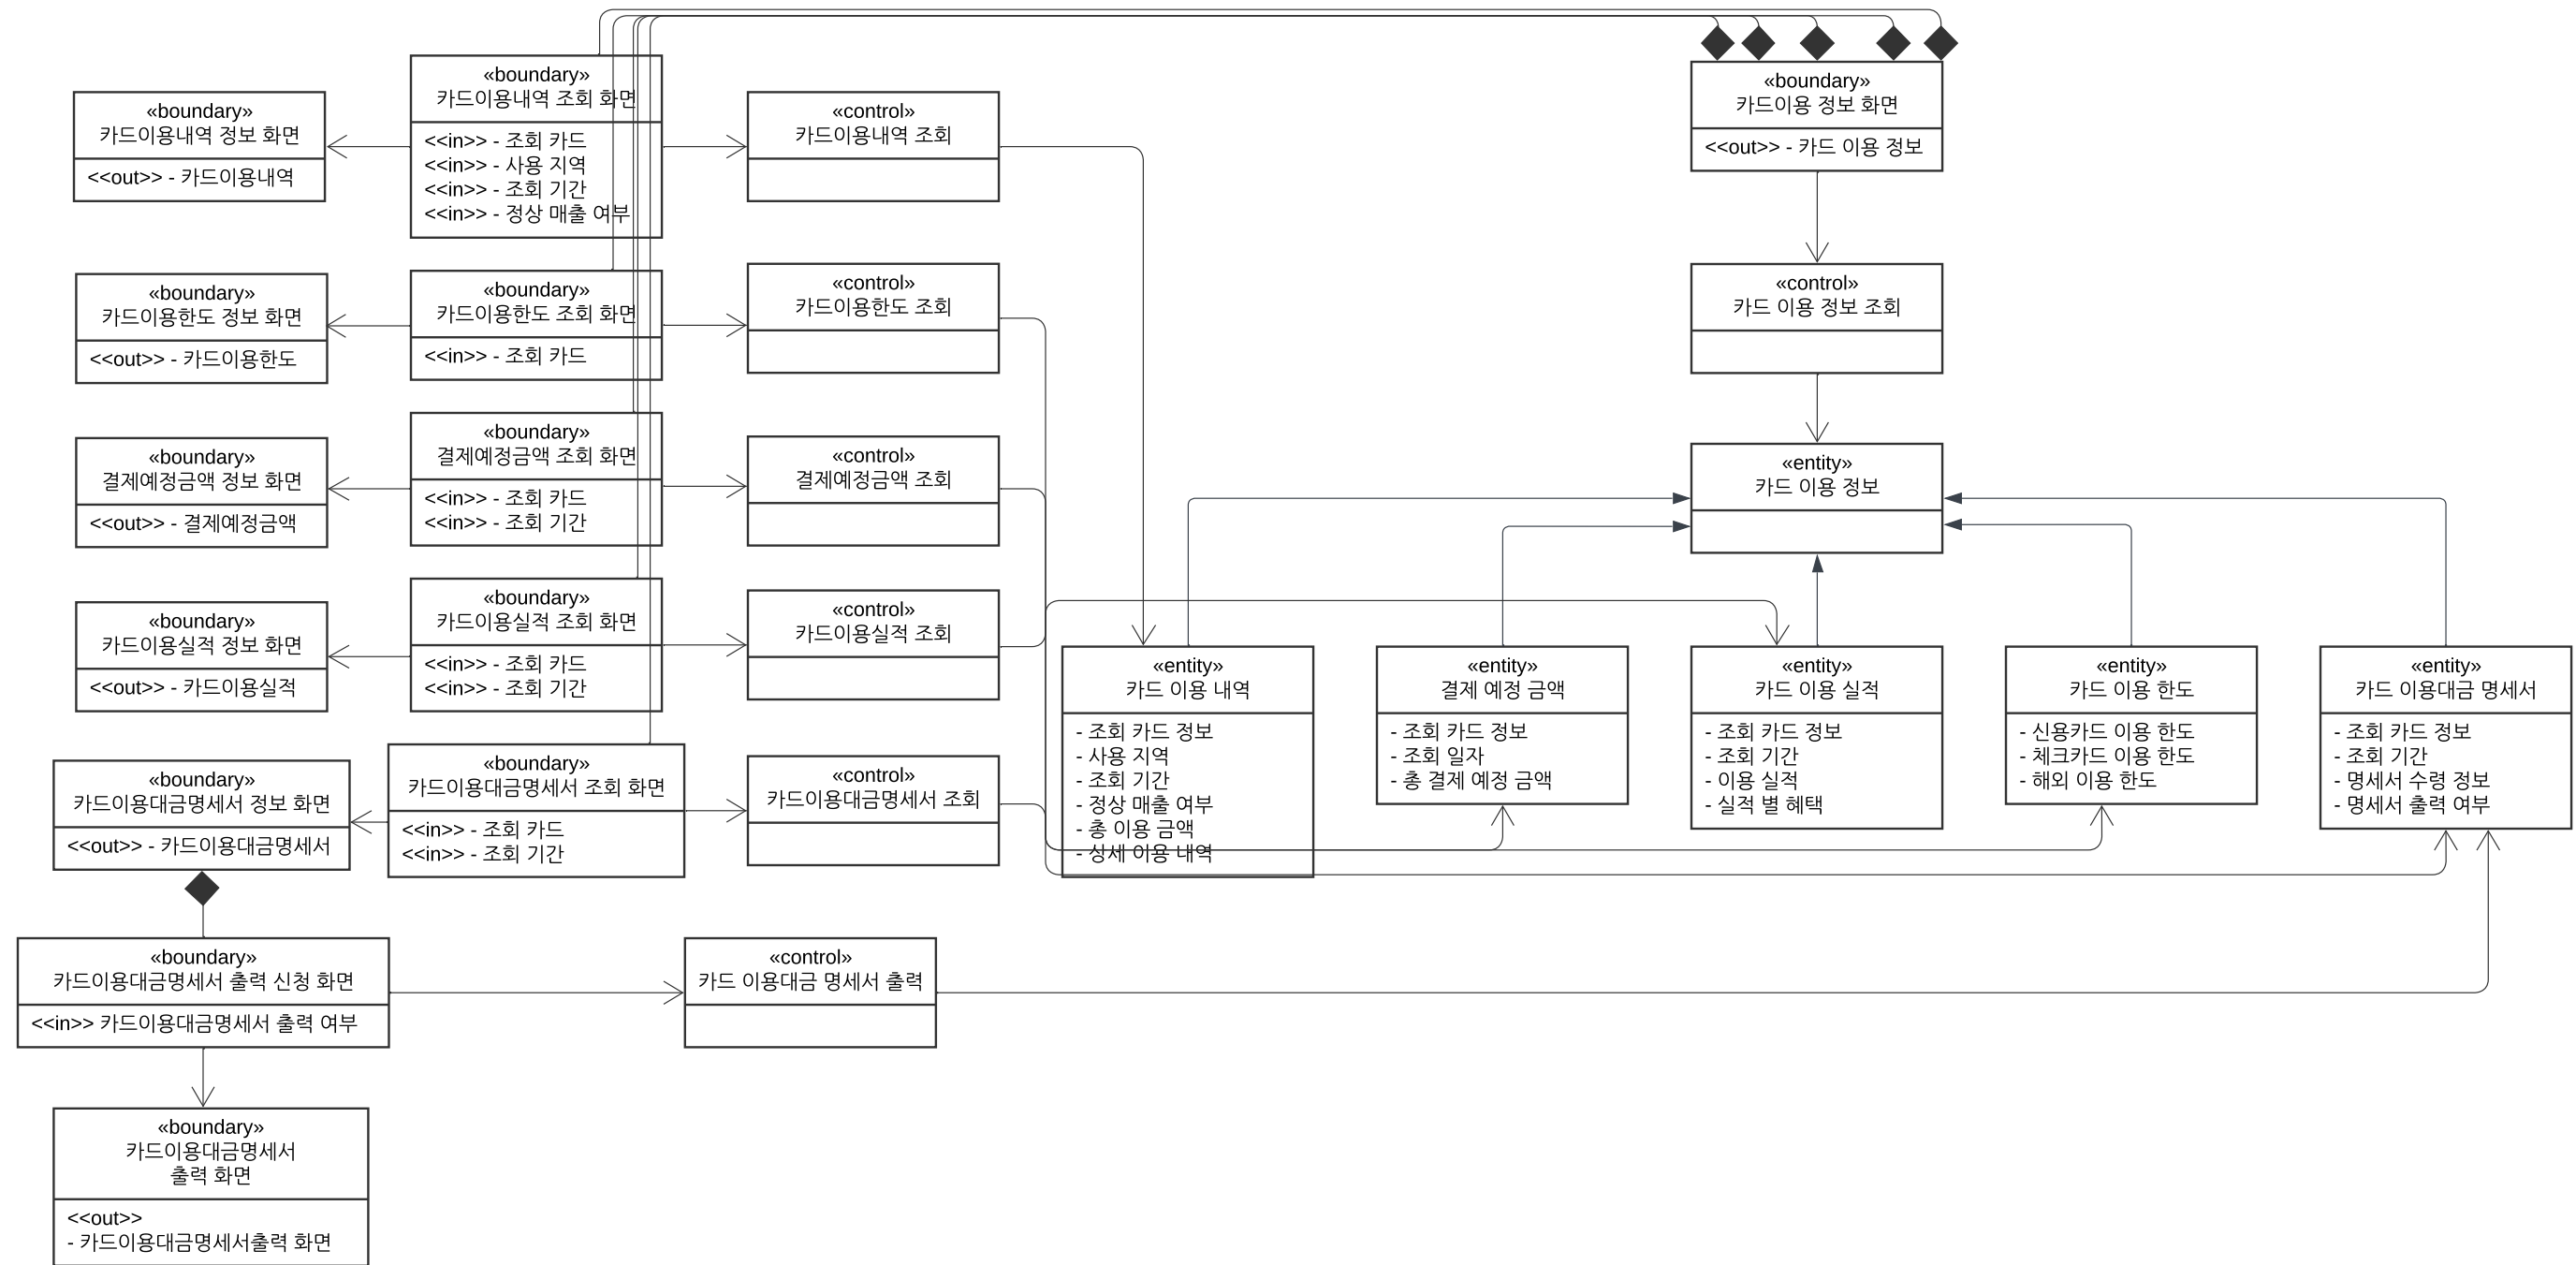 «boundary»
카드이용내역 정보 화면
<<out>> - 카드이용내역
«boundary»
카드이용내역 조회 화면
<<in>> - 조회 카드
<<in>> - 사용 지역
<<in>> - 조회 기간
<<in>> - 정상 매출 여부
«control»
카드이용내역 조회
«boundary»
카드이용 정보 화면
<<out>> - 카드 이용 정보
«boundary»
카드이용한도 정보 화면
<<out>> - 카드이용한도
«boundary»
카드이용한도 조회 화면
<<in>> - 조회 카드
«control»
카드이용한도 조회
«control»
카드 이용 정보 조회
«boundary»
결제예정금액 정보 화면
<<out>> - 결제예정금액
«boundary»
결제예정금액 조회 화면
<<in>> - 조회 카드
<<in>> - 조회 기간
«control»
결제예정금액 조회
«entity»
카드 이용 정보
«boundary»
카드이용실적 정보 화면
<<out>> - 카드이용실적
«boundary»
카드이용실적 조회 화면
<<in>> - 조회 카드
<<in>> - 조회 기간
«control»
카드이용실적 조회
«entity»
카드 이용 내역
- 조회 카드 정보
- 사용 지역
- 조회 기간
- 정상 매출 여부
- 총 이용 금액
- 상세 이용 내역
«entity»
결제 예정 금액
- 조회 카드 정보
- 조회 일자
- 총 결제 예정 금액
«entity»
카드 이용 실적
- 조회 카드 정보
- 조회 기간
- 이용 실적
- 실적 별 혜택
«entity»
카드 이용 한도
- 신용카드 이용 한도
- 체크카드 이용 한도
- 해외 이용 한도
«entity»
카드 이용대금 명세서
- 조회 카드 정보
- 조회 기간
- 명세서 수령 정보
- 명세서 출력 여부
«boundary»
카드이용대금명세서 정보 화면
<<out>> - 카드이용대금명세서
«boundary»
카드이용대금명세서 조회 화면
<<in>> - 조회 카드
<<in>> - 조회 기간
«control»
카드이용대금명세서 조회
«boundary»
카드이용대금명세서 출력 신청 화면
<<in>> 카드이용대금명세서 출력 여부
«control»
카드 이용대금 명세서 출력
«boundary»
카드이용대금명세서
출력 화면
<<out>>
- 카드이용대금명세서출력 화면